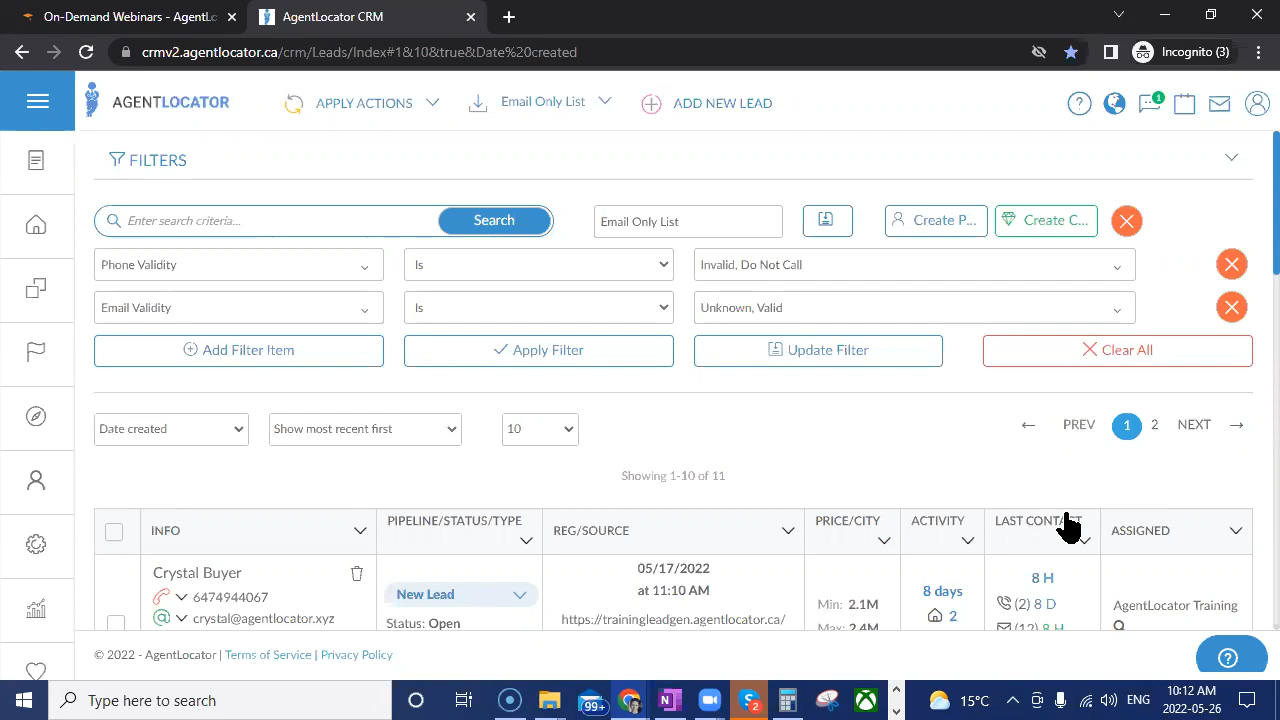 On-Demand Webinars - AgentLoc
AgentLocator CRM
crmv2.agentlocator.ca/crm/Leads/Index#1&10&true&Date%20created
Incognito (3)
AGENTLOCATOR
APPLY ACTIONS
Email Only List
ADD NEW LEAD
1
FILTERS
Enter search criteria...
Search
Email Only List
Create P...
Create C...
Phone Validity
Is
Invalid, Do Not Call
Email Validity
Is
Unknown, Valid
Add Filter Item
Apply Filter
Update Filter
Clear All
Date created
Show most recent first
10
PREV
1
2
NEXT
Showing 1-10 of 11
INFO
PIPELINE/STATUS/TYPE
REG/SOURCE
PRICE/CITY
ACTIVITY
LAST CONTACT
ASSIGNED
Crystal Buyer
6474944067
crystal@agentlocator.xyz
New Lead
Status: Open
05/17/2022
at 11:10 AM
https://trainingleadgen.agentlocator.ca/
Min: 2.1M
Max: 2.4M
8 days
2
8 H
(2) 8 D
(12) 8 H
AgentLocator Training
© 2022 - AgentLocator | Terms of Service | Privacy Policy
Type here to search
99+
2
15°C
ENG
10:12 AM
2022-05-26